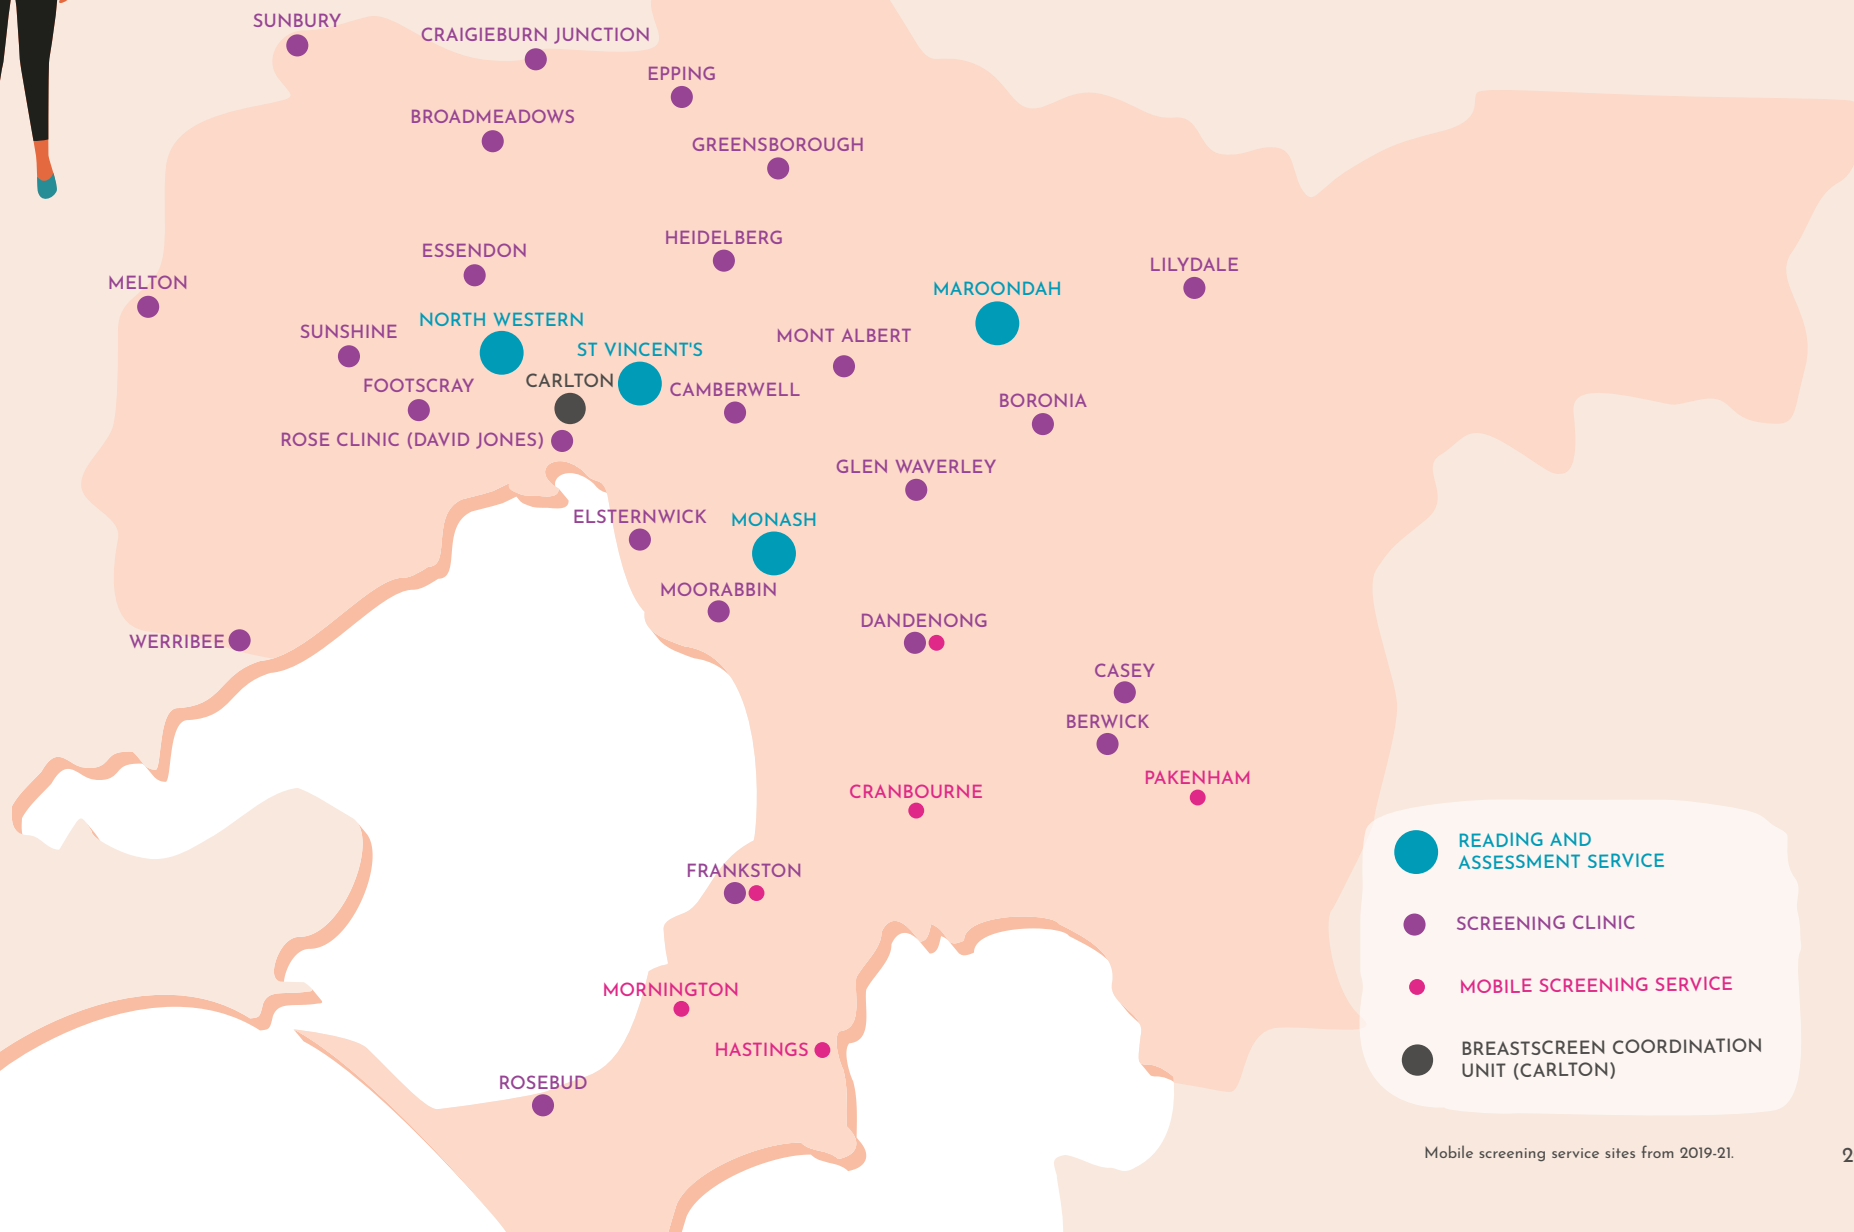 SUNBURY
CRAIGIEBURN JUNCTION
EPPING
BROADMEADOWS
GREENSBOROUGH
HEIDELBERG
ESSENDON
LILYDALE
MELTON
MAROONDAH
NORTH WESTERN
SUNSHINE
MONT ALBERT
ST VINCENT'S
CARLTON
FOOTSCRAY
CAMBERWELL
BORONIA
ROSE CLINIC (DAVID JONES)
GLEN WAVERLEY
ELSTERNWICK
MONASH
MOORABBIN
DANDENONG
WERRIBEE
CASEY
BERWICK
PAKENHAM
CRANBOURNE
FRANKSTON
MORNINGTON
HASTINGS
ROSEBUD
READING AND
ASSESSMENT SERVICE
SCREENING CLINIC
MOBILE SCREENING SERVICE
BREASTSCREEN COORDINATION
UNIT (CARLTON)
Mobile screening service sites from 2019-21.